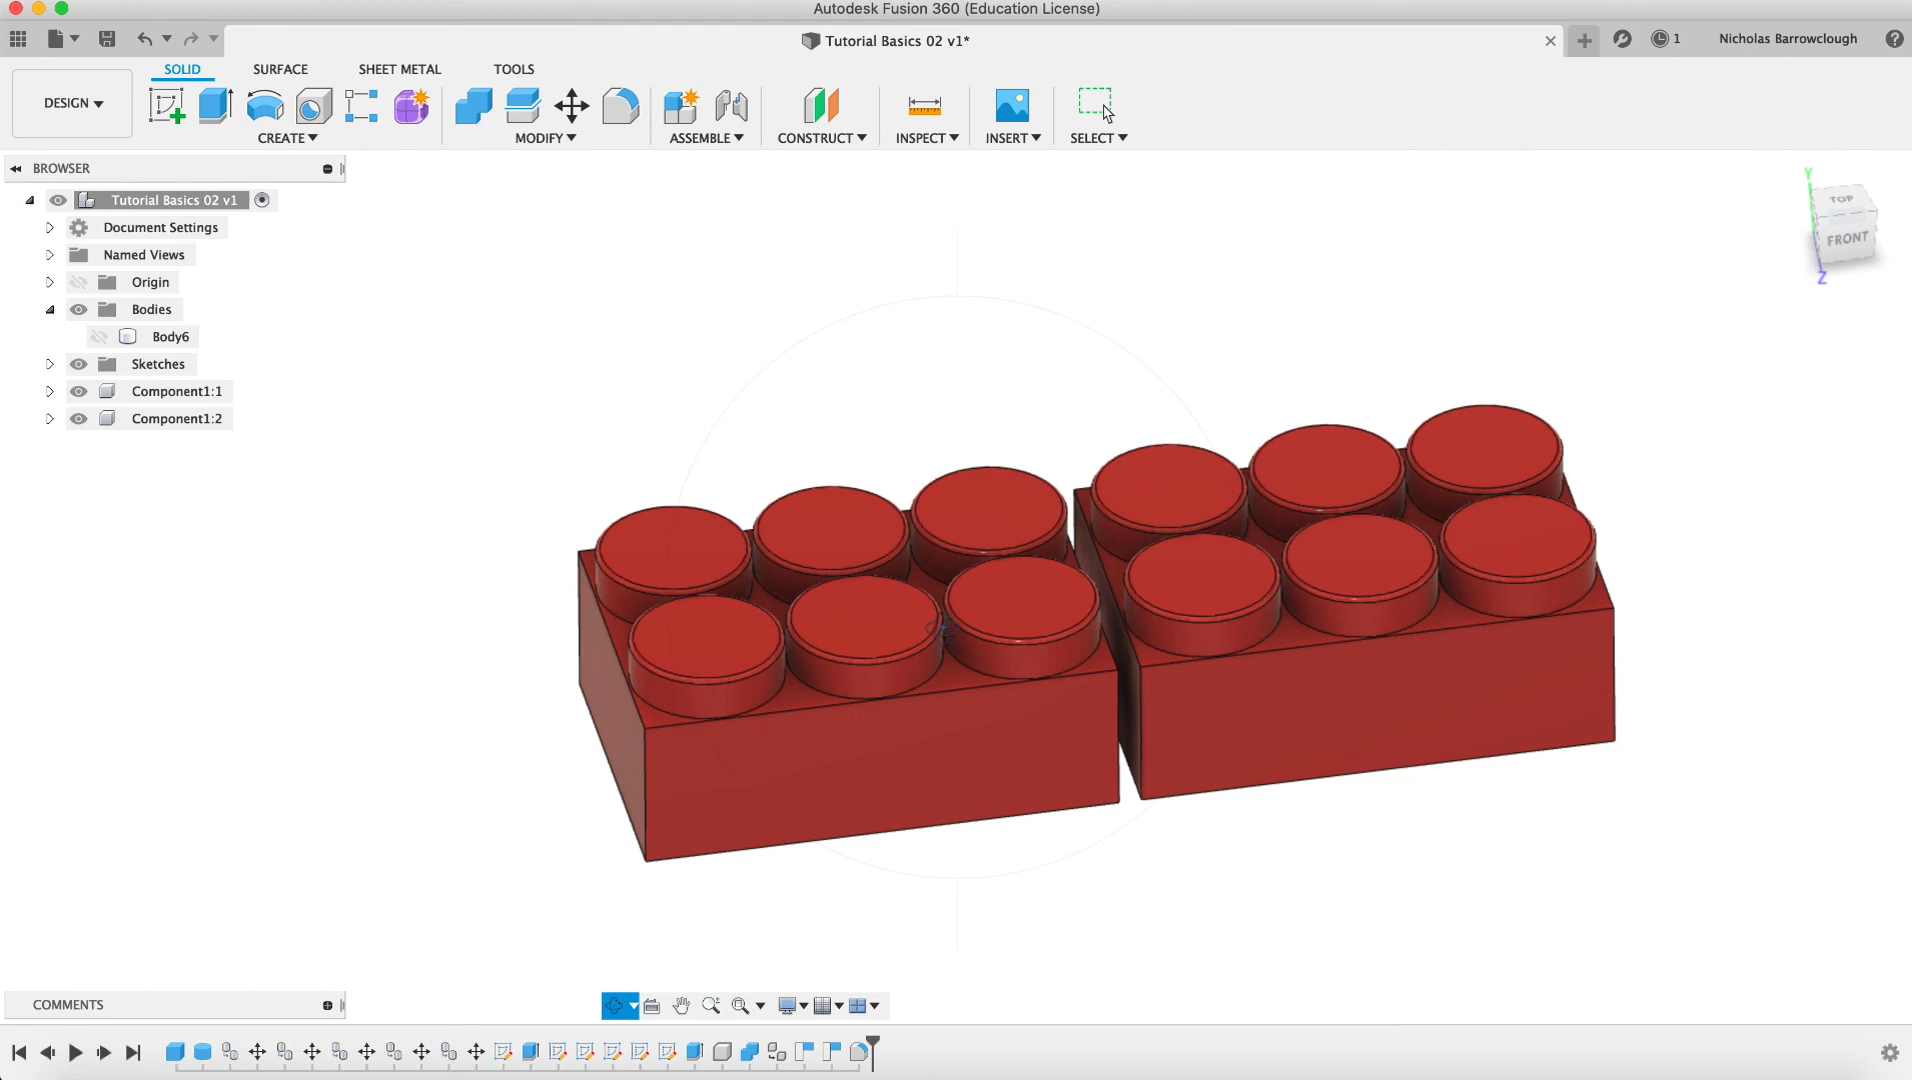 Autodesk Fusion 360 (Education License)
Tutorial Basics 02 v1*
1
Nicholas Barrowclough
DESIGN
SOLID
SURFACE
SHEET METAL
TOOLS
CREATE
MODIFY
ASSEMBLE
CONSTRUCT
INSPECT
INSERT
SELECT
BROWSER
Tutorial Basics 02 v1
Document Settings
Named Views
Origin
Bodies
Body6
Sketches
Component1:1
Component1:2
Y
TOP
FRONT
Z
COMMENTS